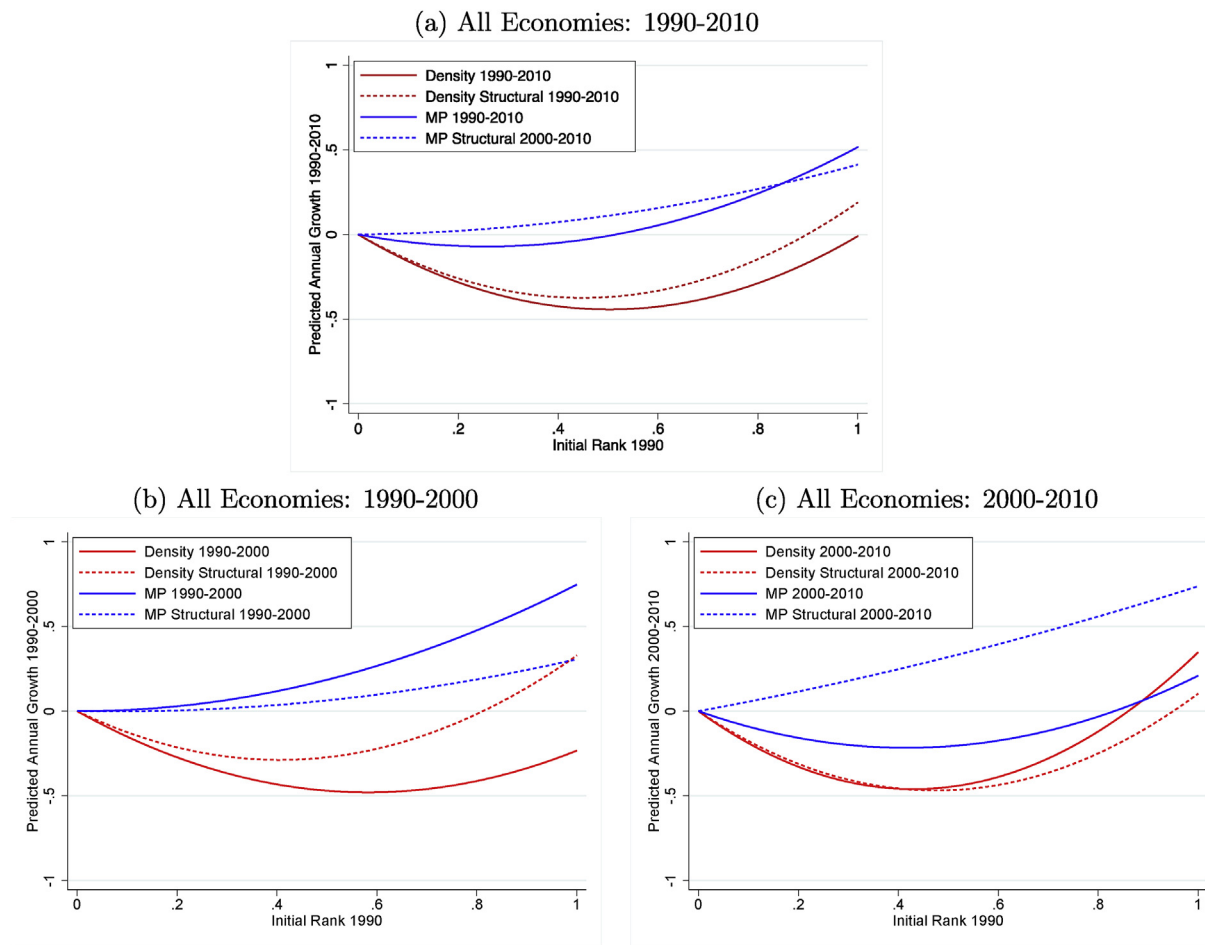 (a) All Economies: 1990-2010
Density 1990-2010
Density Structural 1990-2010
MP 1990-2010
MP Structural 2000-2010
Predicted Annual Growth 1990-2010
1
.5
0
-.5
-1
0 .2 .4 .6 .8 1
Initial Rank 1990
(b) All Economies: 1990-2000
Density 1990-2000
Density Structural 1990-2000
MP 1990-2000
MP Structural 1990-2000
Predicted Annual Growth 1990-2000
1
.5
0
-.5
-1
0 .2 .4 .6 .8 1
Initial Rank 1990
(c) All Economies: 2000-2010
Density 2000-2010
Density Structural 2000-2010
MP 2000-2010
MP Structural 2000-2010
Predicted Annual Growth 2000-2010
1
.5
0
-.5
-1
0 .2 .4 .6 .8 1
Initial Rank 1990